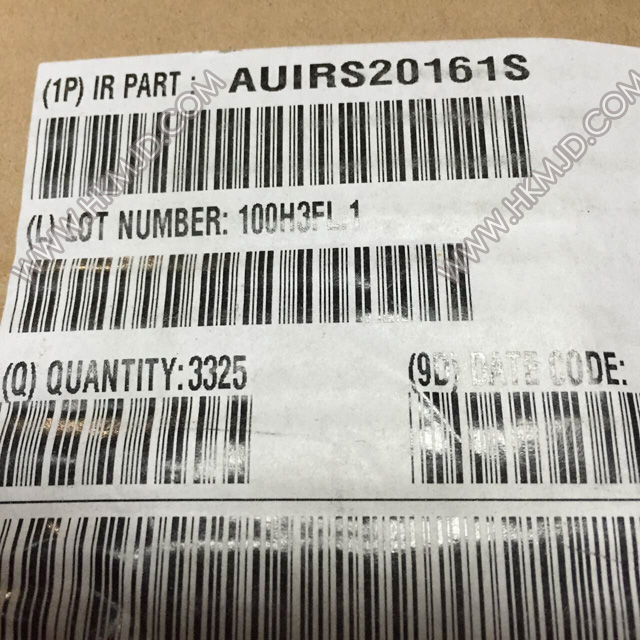 (1P) IR PART : AUIRS20161S
(L) LOT NUMBER: 100H3FL 1
(Q) QUANTITY:3325
(9D) DATE CODE:
WWW.HKMJD.COM
WWW.HKMJD.COM